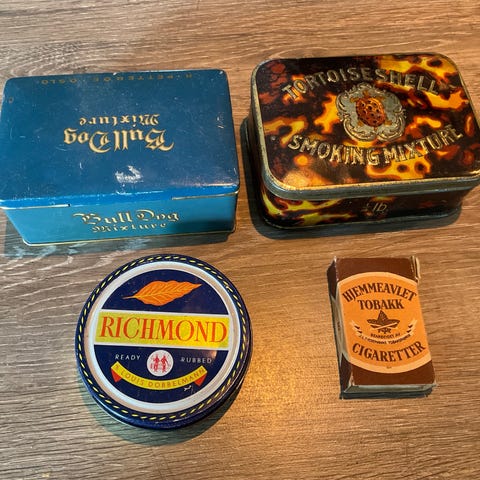 H·PETTERØE·OSLO
Bull Dog
Mixture
Bull Dog
Mixture
TORTOISESHELL
SMOKING MIXTURE
RICHMOND
READY RUBBED
LOUIS DOBBELMANN
HJEMMEAVLET
TOBAKK
CIGARETTER